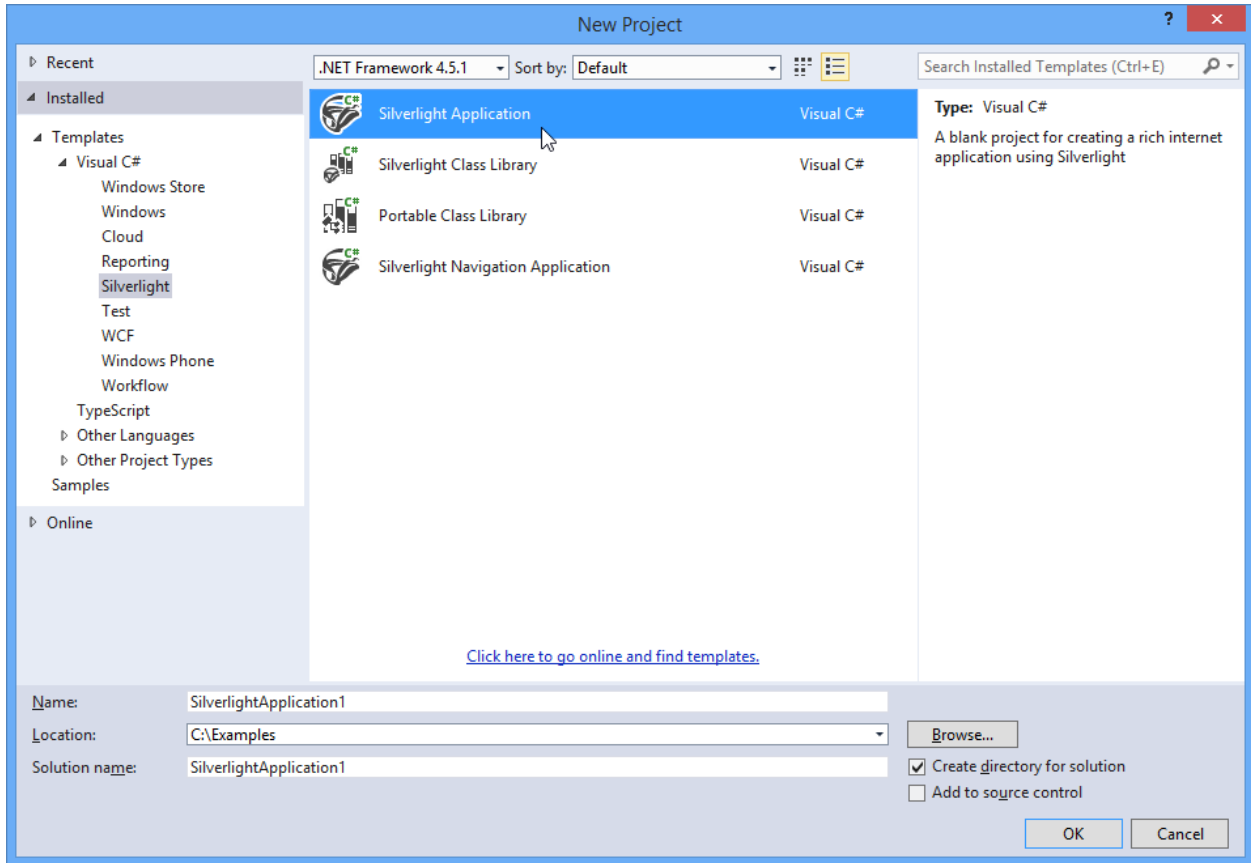 New Project
?
Recent
Installed
Templates
Visual C#
Windows Store
Windows
Cloud
Reporting
Silverlight
Test
WCF
Windows Phone
Workflow
TypeScript
Other Languages
Other Project Types
Samples
Online
.NET Framework 4.5.1 Sort by: Default
C# Silverlight Application Visual C#
C# Silverlight Class Library Visual C#
C# Portable Class Library Visual C#
C# Silverlight Navigation Application Visual C#
Click here to go online and find templates.
Search Installed Templates (Ctrl+E)
Type: Visual C#
A blank project for creating a rich internet
application using Silverlight
Name: SilverlightApplication1
Location: C:\Examples
Browse...
Solution name: SilverlightApplication1
Create directory for solution
Add to source control
OK Cancel